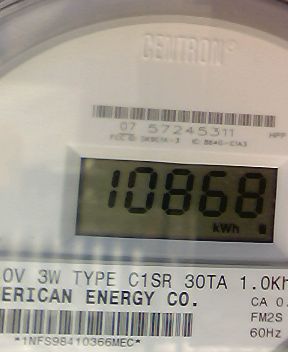 CENTRON®
07 57245311
HPF
10868
kWh
.0V 3W TYPE C1SR 30TA 1.0Kh
ERICAN ENERGY CO.
CA 0.
FM2S
60Hz
*1NFS98410366MEC*